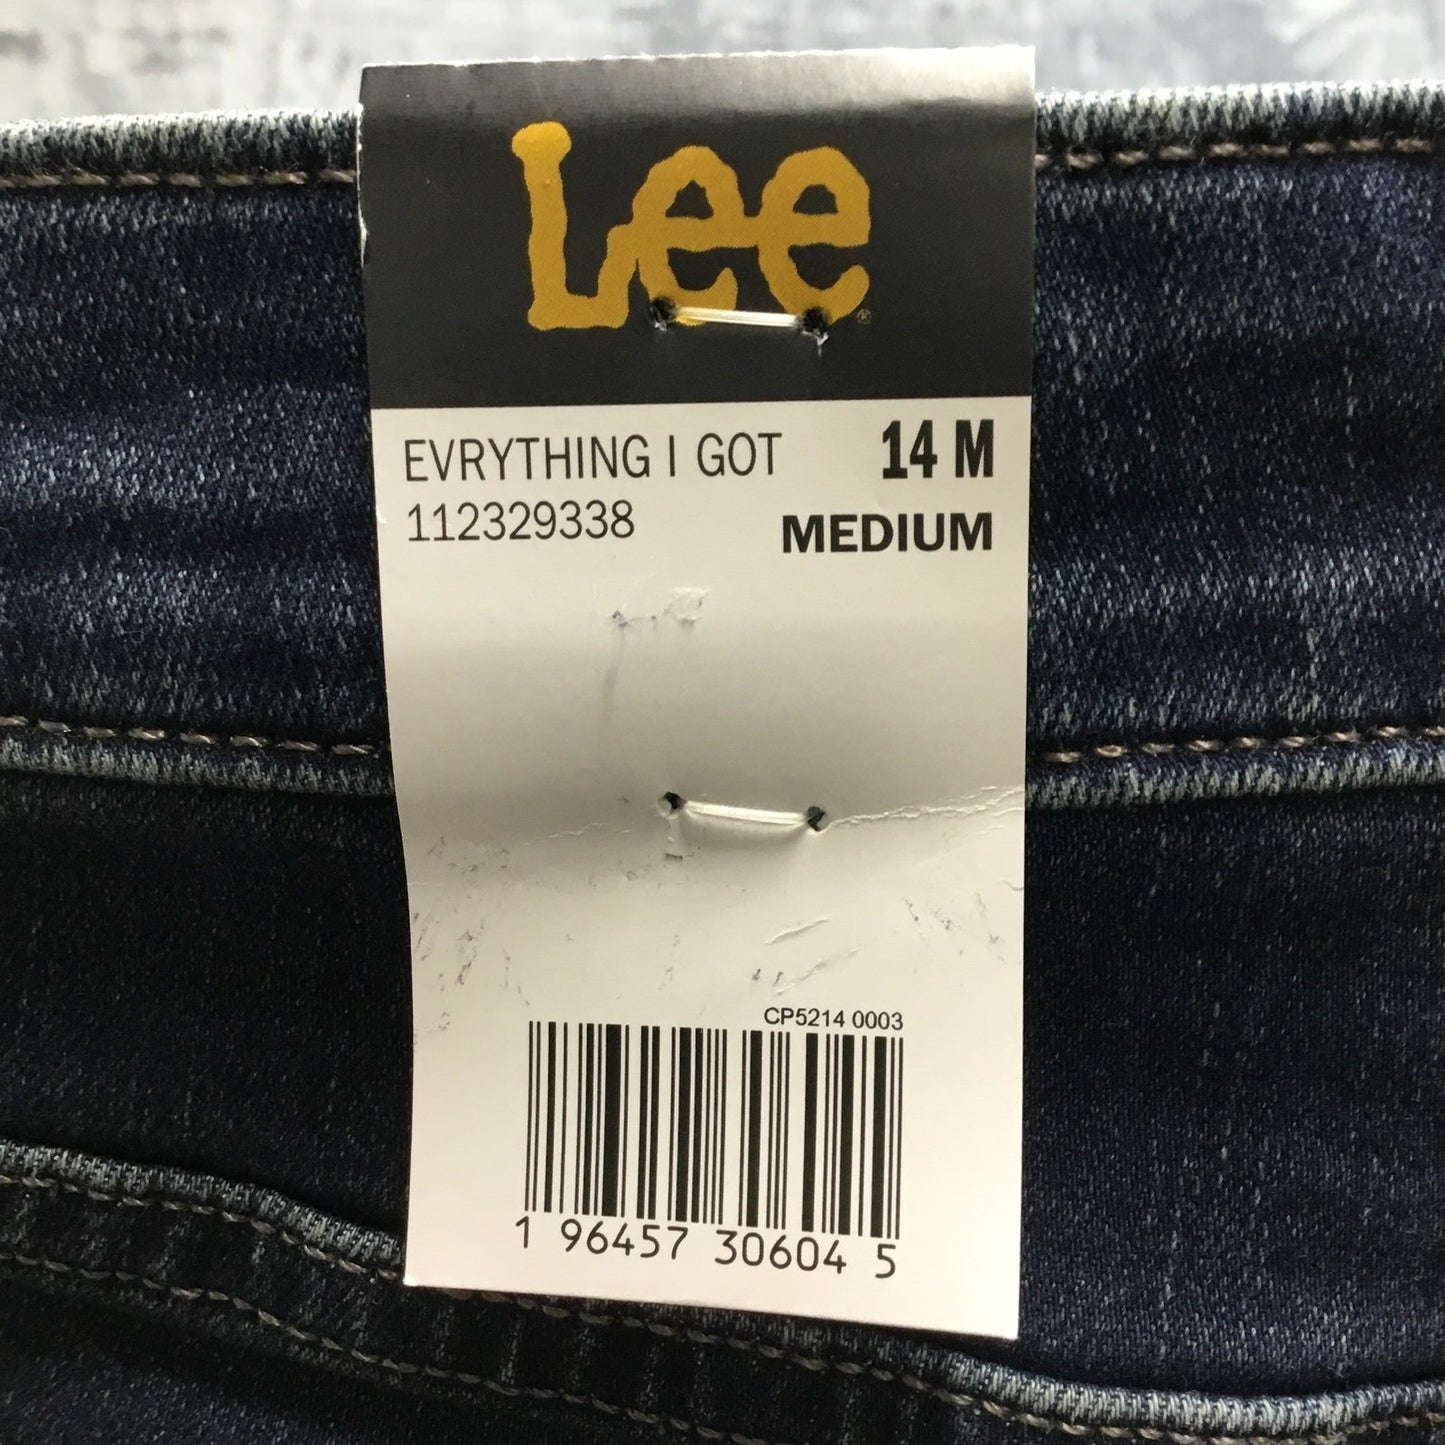 Lee®
EVRYTHING I GOT 14 M
112329338 MEDIUM
CP5214 0003
1 96457 30604 5